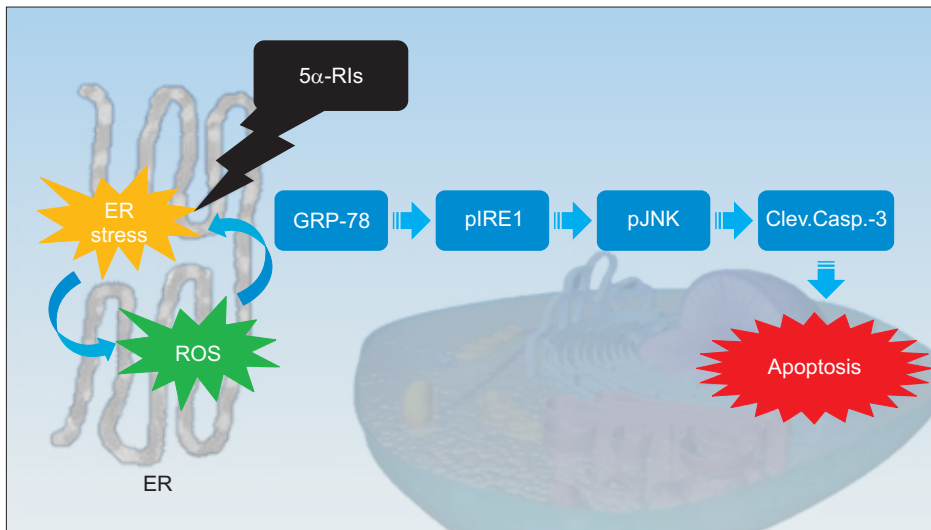 5α-RIs
ER
stress
GRP-78
pIRE1
pJNK
Clev.Casp.-3
ROS
Apoptosis
ER